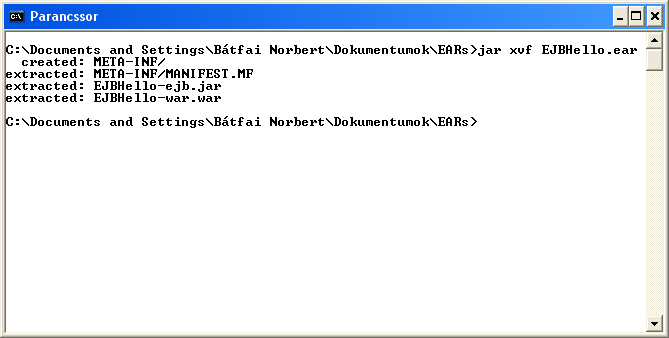 Parancssor
C:\Documents and Settings\Bátfai Norbert\Dokumentumok\EARs>jar xvf EJBHello.ear
  created: META-INF/
extracted: META-INF/MANIFEST.MF
extracted: EJBHello-ejb.jar
extracted: EJBHello-war.war
C:\Documents and Settings\Bátfai Norbert\Dokumentumok\EARs>